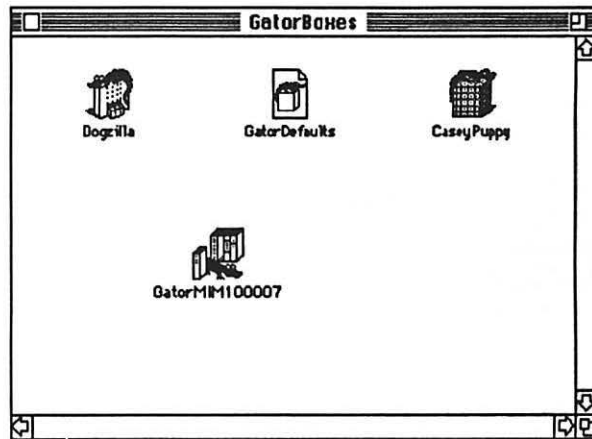 GatorBoxes
Dogzilla
GatorDefaults
CaseyPuppy
GatorMIM100007